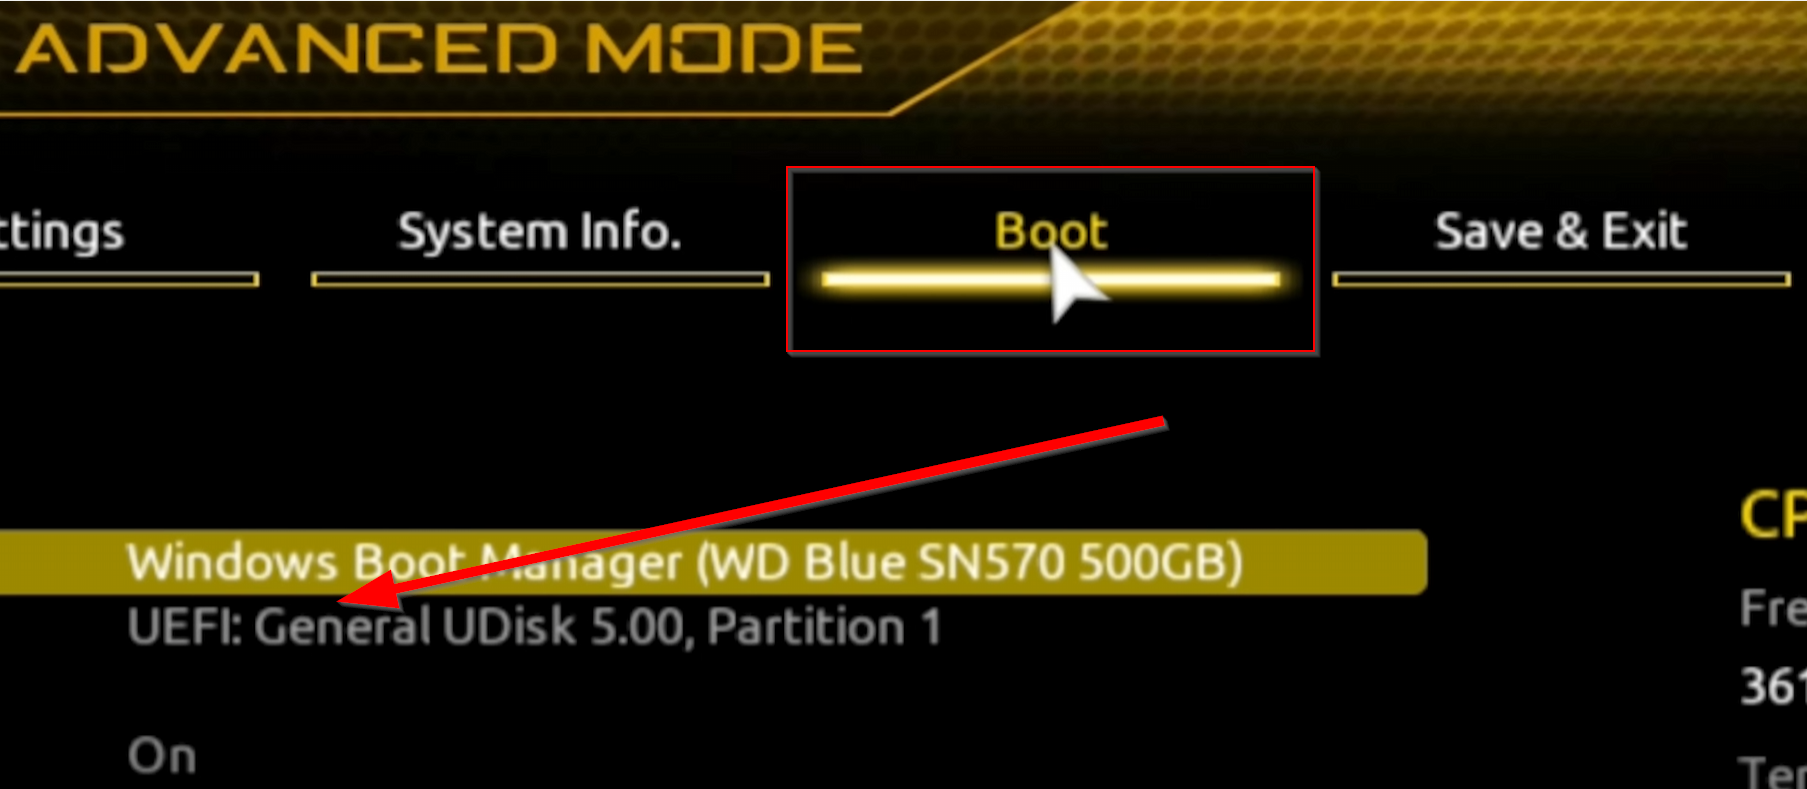 ADVANCED MODE
ttings System Info. Boot Save & Exit
CP
Windows Boot Manager (WD Blue SN570 500GB)
UEFI: General UDisk 5.00, Partition 1
Fre
361
On
Ter